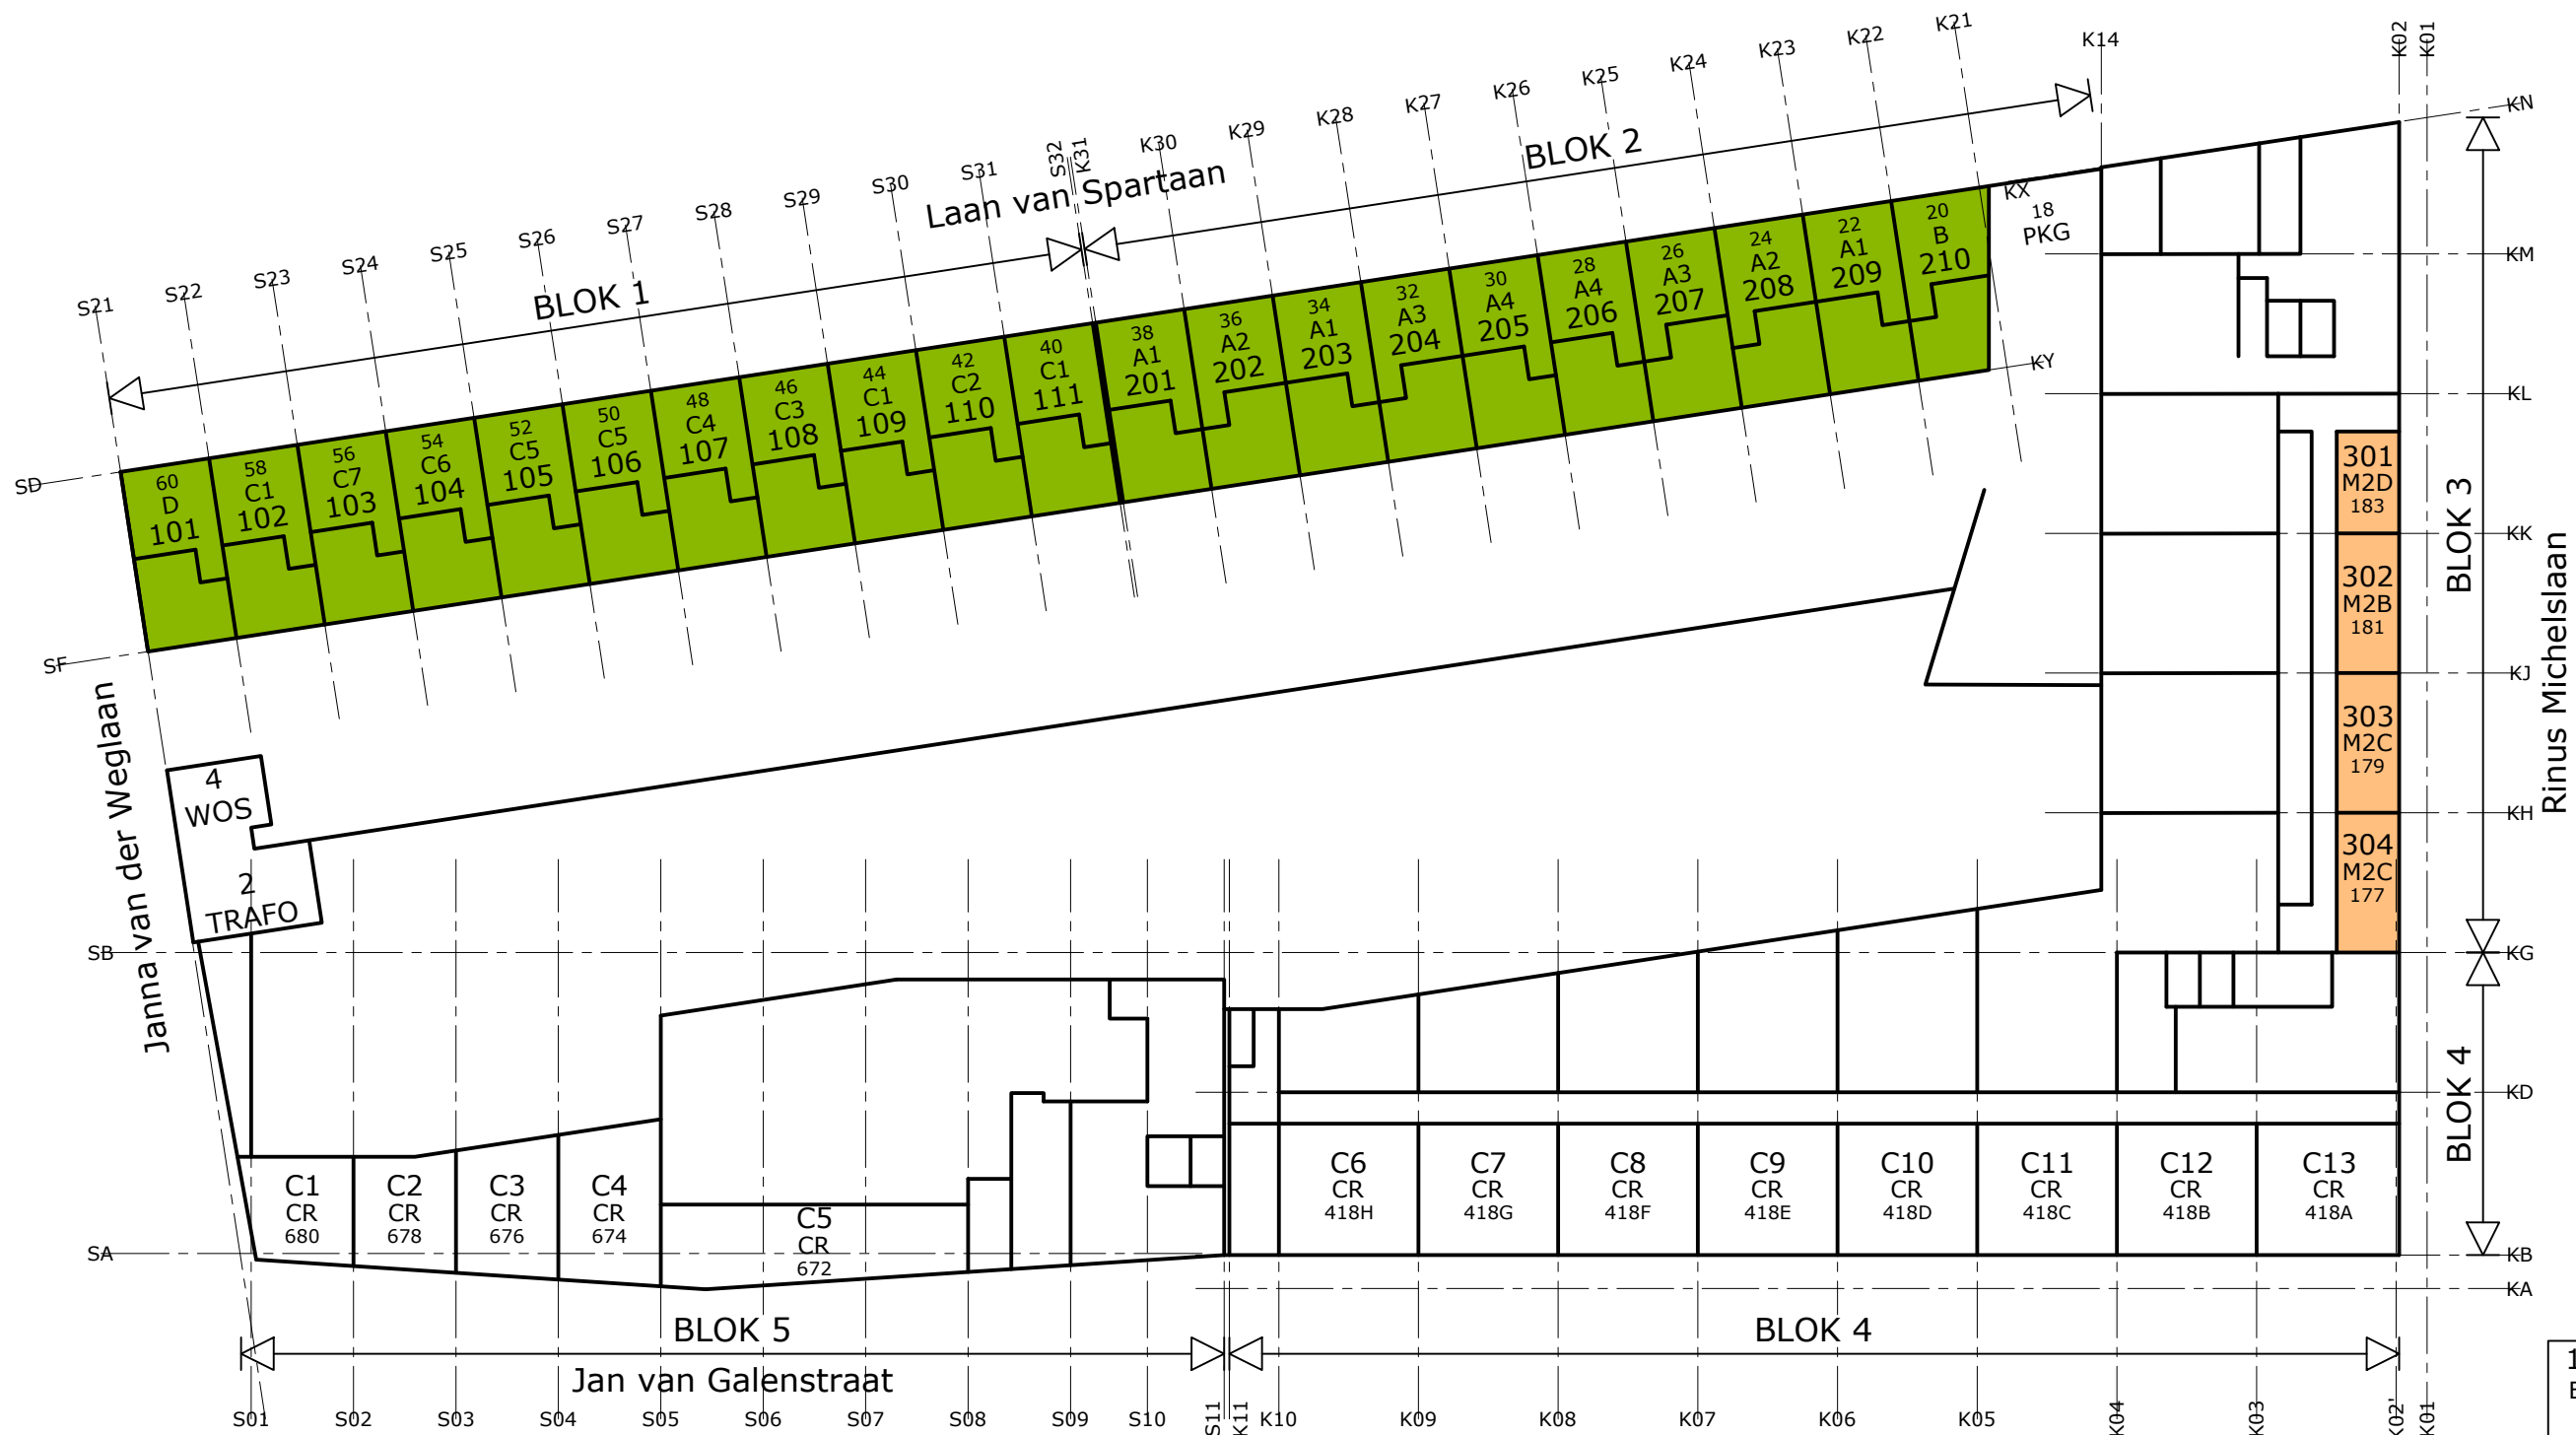 K21
K22
K23
K24
K25
K26
K27
K28
K29
K30
K31
S32
S31
S30
S29
S28
S27
S26
S25
S24
S23
S22
S21
K14
K02
K01
KN
BLOK 2
Laan van Spartaan
BLOK 1
KX
18
PKG
KM
20
B
210
22
A1
209
24
A2
208
26
A3
207
28
A4
206
30
A4
205
32
A3
204
34
A1
203
36
A2
202
38
A1
201
40
C1
111
42
C2
110
44
C1
109
46
C3
108
48
C4
107
50
C5
106
52
C5
105
54
C6
104
56
C7
103
58
C1
102
60
D
101
SD
SF
KY
KL
301
M2D
183
KK
302
M2B
181
KJ
303
M2C
179
KH
304
M2C
177
BLOK 3
Rinus Michelslaan
Janna van der Weglaan
4
WOS
2
TRAFO
SB
KG
KD
BLOK 4
C1
CR
680
C2
CR
678
C3
CR
676
C4
CR
674
C5
CR
672
C6
CR
418H
C7
CR
418G
C8
CR
418F
C9
CR
418E
C10
CR
418D
C11
CR
418C
C12
CR
418B
C13
CR
418A
SA
KB
KA
BLOK 5
BLOK 4
Jan van Galenstraat
S01
S02
S03
S04
S05
S06
S07
S08
S09
S10
S11
K11
K10
K09
K08
K07
K06
K05
K04
K03
K02'
K01